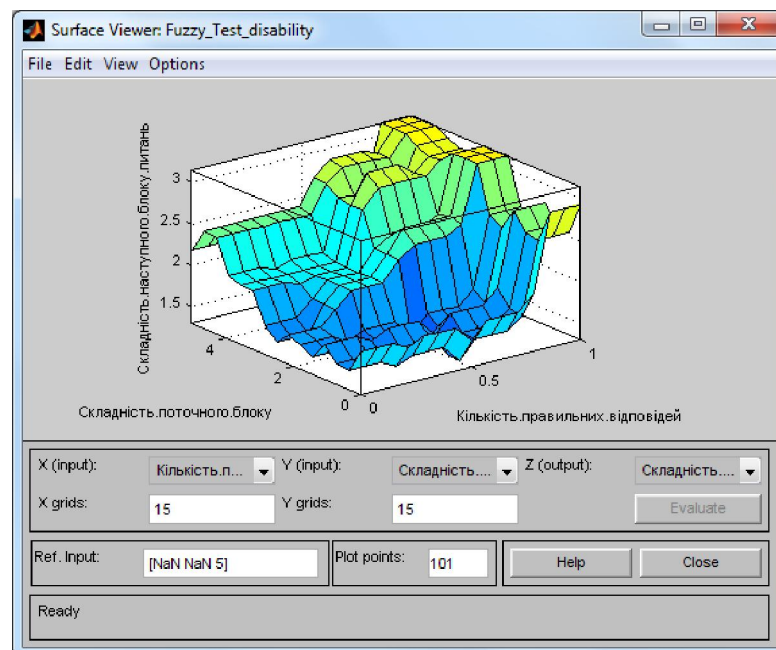 Surface Viewer: Fuzzy_Test_disability
File Edit View Options
Складність.наступного.блоку.питань
3
2.5
2
1.5
4
2
0
0
0.5
1
Складність.поточного.блоку
Кількість.правильних.відповідей
X (input):
Кількість.п...
Y (input):
Складність....
Z (output):
Складність....
X grids:
15
Y grids:
15
Evaluate
Ref. Input:
[NaN NaN 5]
Plot points:
101
Help
Close
Ready